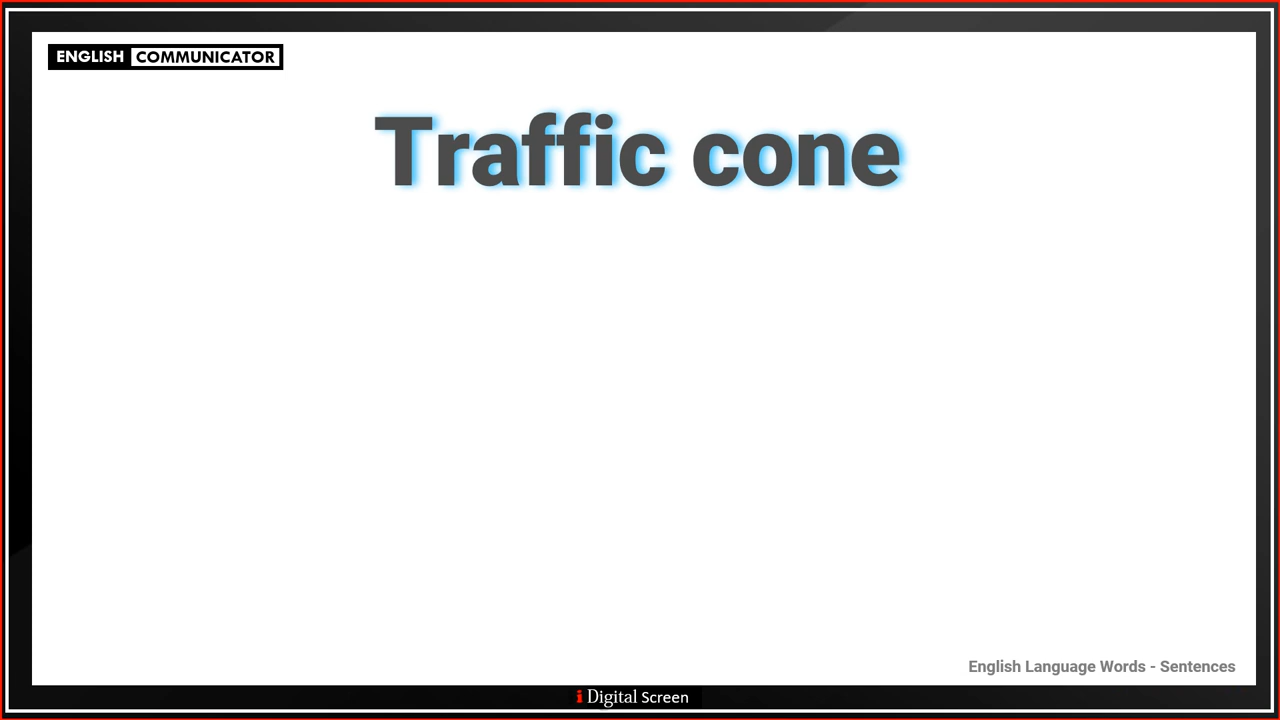 ENGLISH COMMUNICATOR
Traffic cone
English Language Words - Sentences
i Digital Screen